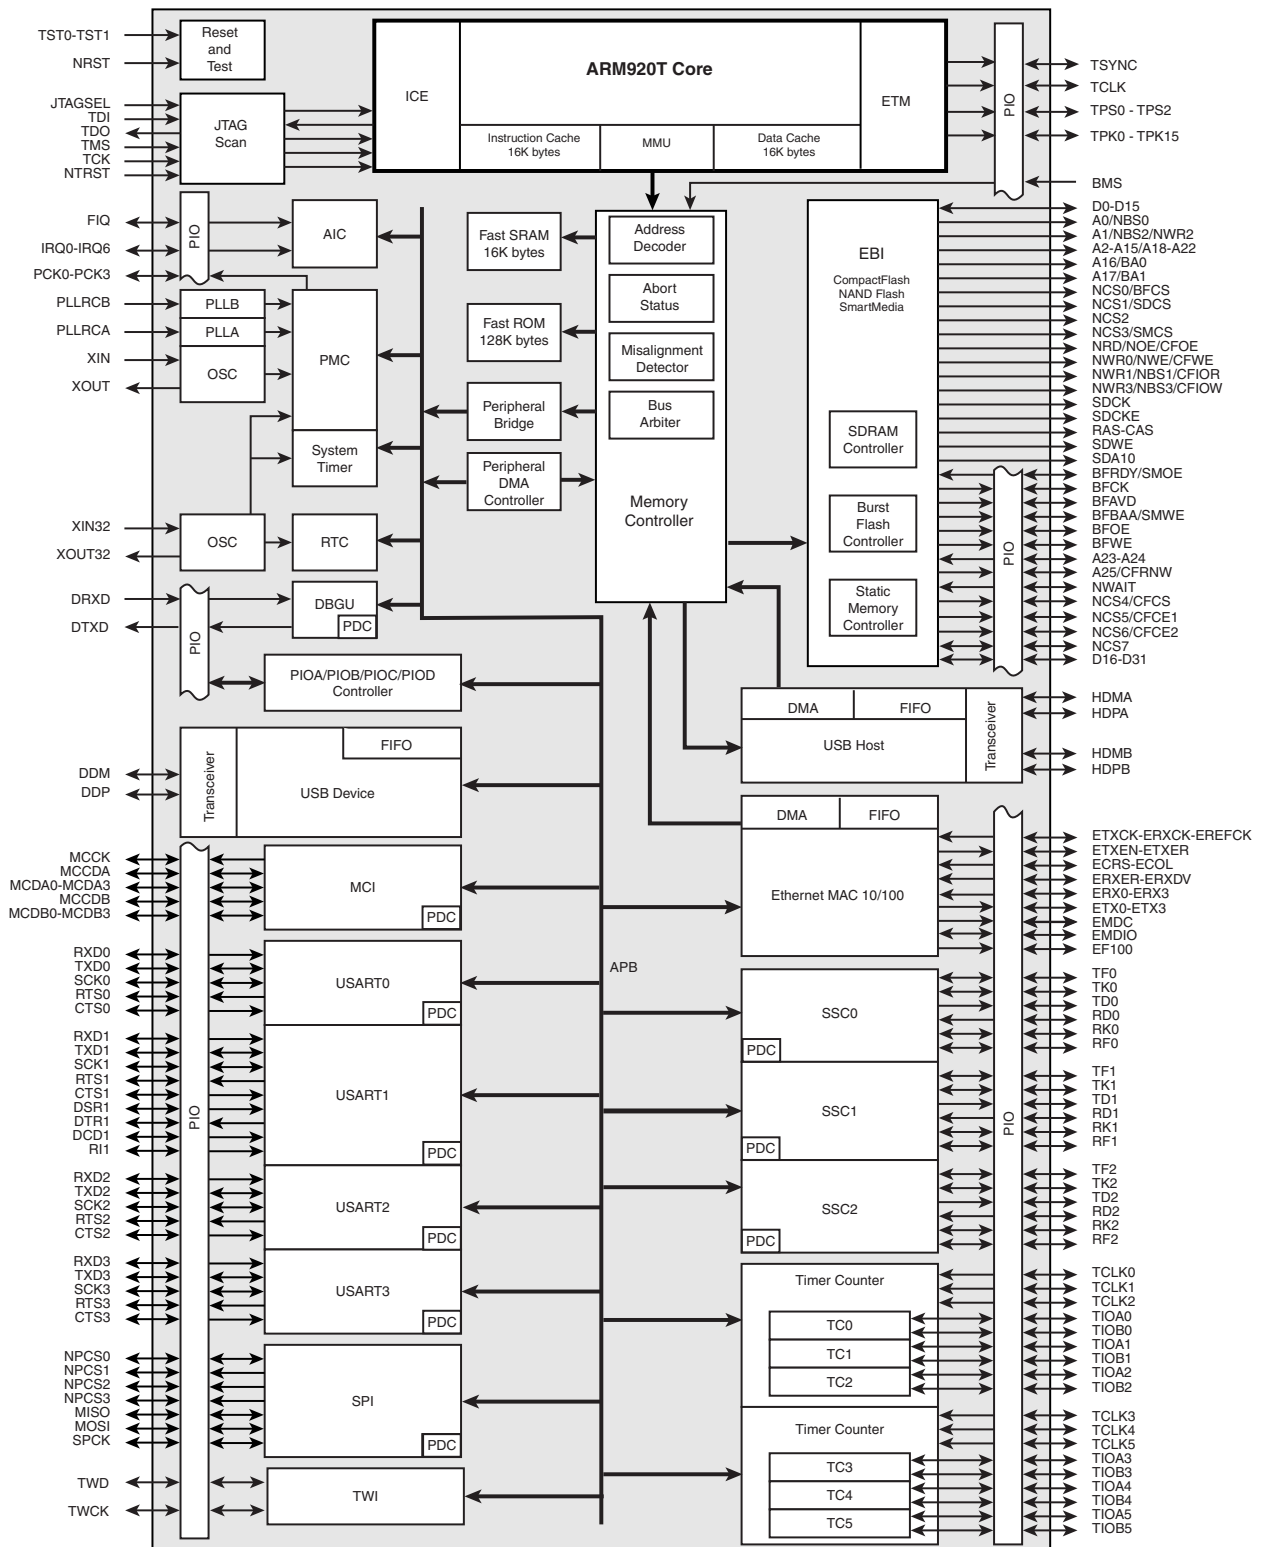 TST0-TST1
NRST
JTAGSEL
TDI
TDO
TMS
TCK
NTRST
FIQ
IRQ0-IRQ6
PCK0-PCK3
PLLRCB
PLLRCA
XIN
XOUT
XIN32
XOUT32
DRXD
DTXD
DDM
DDP
MCCK
MCCDA
MCDA0-MCDA3
MCCDB
MCDB0-MCDB3
RXD0
TXD0
SCK0
RTS0
CTS0
RXD1
TXD1
SCK1
RTS1
CTS1
DSR1
DTR1
DCD1
RI1
RXD2
TXD2
SCK2
RTS2
CTS2
RXD3
TXD3
SCK3
RTS3
CTS3
NPCS0
NPCS1
NPCS2
NPCS3
MISO
MOSI
SPCK
TWD
TWCK
Reset
and
Test
JTAG
Scan
PIO
AIC
PLLB
PLLA
OSC
PMC
System
Timer
OSC
RTC
PIO
DBGU
PDC
PIOA/PIOB/PIOC/PIOD
Controller
Transceiver
FIFO
USB Device
PIO
MCI
PDC
USART0
PDC
USART1
PDC
USART2
PDC
USART3
PDC
SPI
PDC
TWI
ICE
ARM920T Core
ETM
Instruction Cache
16K bytes
MMU
Data Cache
16K bytes
Fast SRAM
16K bytes
Fast ROM
128K bytes
Peripheral
Bridge
Peripheral
DMA
Controller
Address
Decoder
Abort
Status
Misalignment
Detector
Bus
Arbiter
Memory
Controller
APB
PIO
EBI
CompactFlash
NAND Flash
SmartMedia
SDRAM
Controller
Burst
Flash
Controller
Static
Memory
Controller
PIO
DMA
FIFO
USB Host
Transceiver
DMA
FIFO
Ethernet MAC 10/100
SSC0
PDC
SSC1
PDC
SSC2
PDC
Timer Counter
TC0
TC1
TC2
Timer Counter
TC3
TC4
TC5
PIO
TSYNC
TCLK
TPS0 - TPS2
TPK0 - TPK15
BMS
D0-D15
A0/NBS0
A1/NBS2/NWR2
A2-A15/A18-A22
A16/BA0
A17/BA1
NCS0/BFCS
NCS1/SDCS
NCS2
NCS3/SMCS
NRD/NOE/CFOE
NWR0/NWE/CFWE
NWR1/NBS1/CFIOR
NWR3/NBS3/CFIOW
SDCK
SDCKE
RAS-CAS
SDWE
SDA10
BFRDY/SMOE
BFCK
BFAVD
BFBAA/SMWE
BFOE
BFWE
A23-A24
A25/CFRNW
NWAIT
NCS4/CFCS
NCS5/CFCE1
NCS6/CFCE2
NCS7
D16-D31
HDMA
HDPA
HDMB
HDPB
ETXCK-ERXCK-EREFCK
ETXEN-ETXER
ECRS-ECOL
ERXER-ERXDV
ERX0-ERX3
ETX0-ETX3
EMDC
EMDIO
EF100
TF0
TK0
TD0
RD0
RK0
RF0
TF1
TK1
TD1
RD1
RK1
RF1
TF2
TK2
TD2
RD2
RK2
RF2
TCLK0
TCLK1
TCLK2
TIOA0
TIOB0
TIOA1
TIOB1
TIOA2
TIOB2
TCLK3
TCLK4
TCLK5
TIOA3
TIOB3
TIOA4
TIOB4
TIOA5
TIOB5